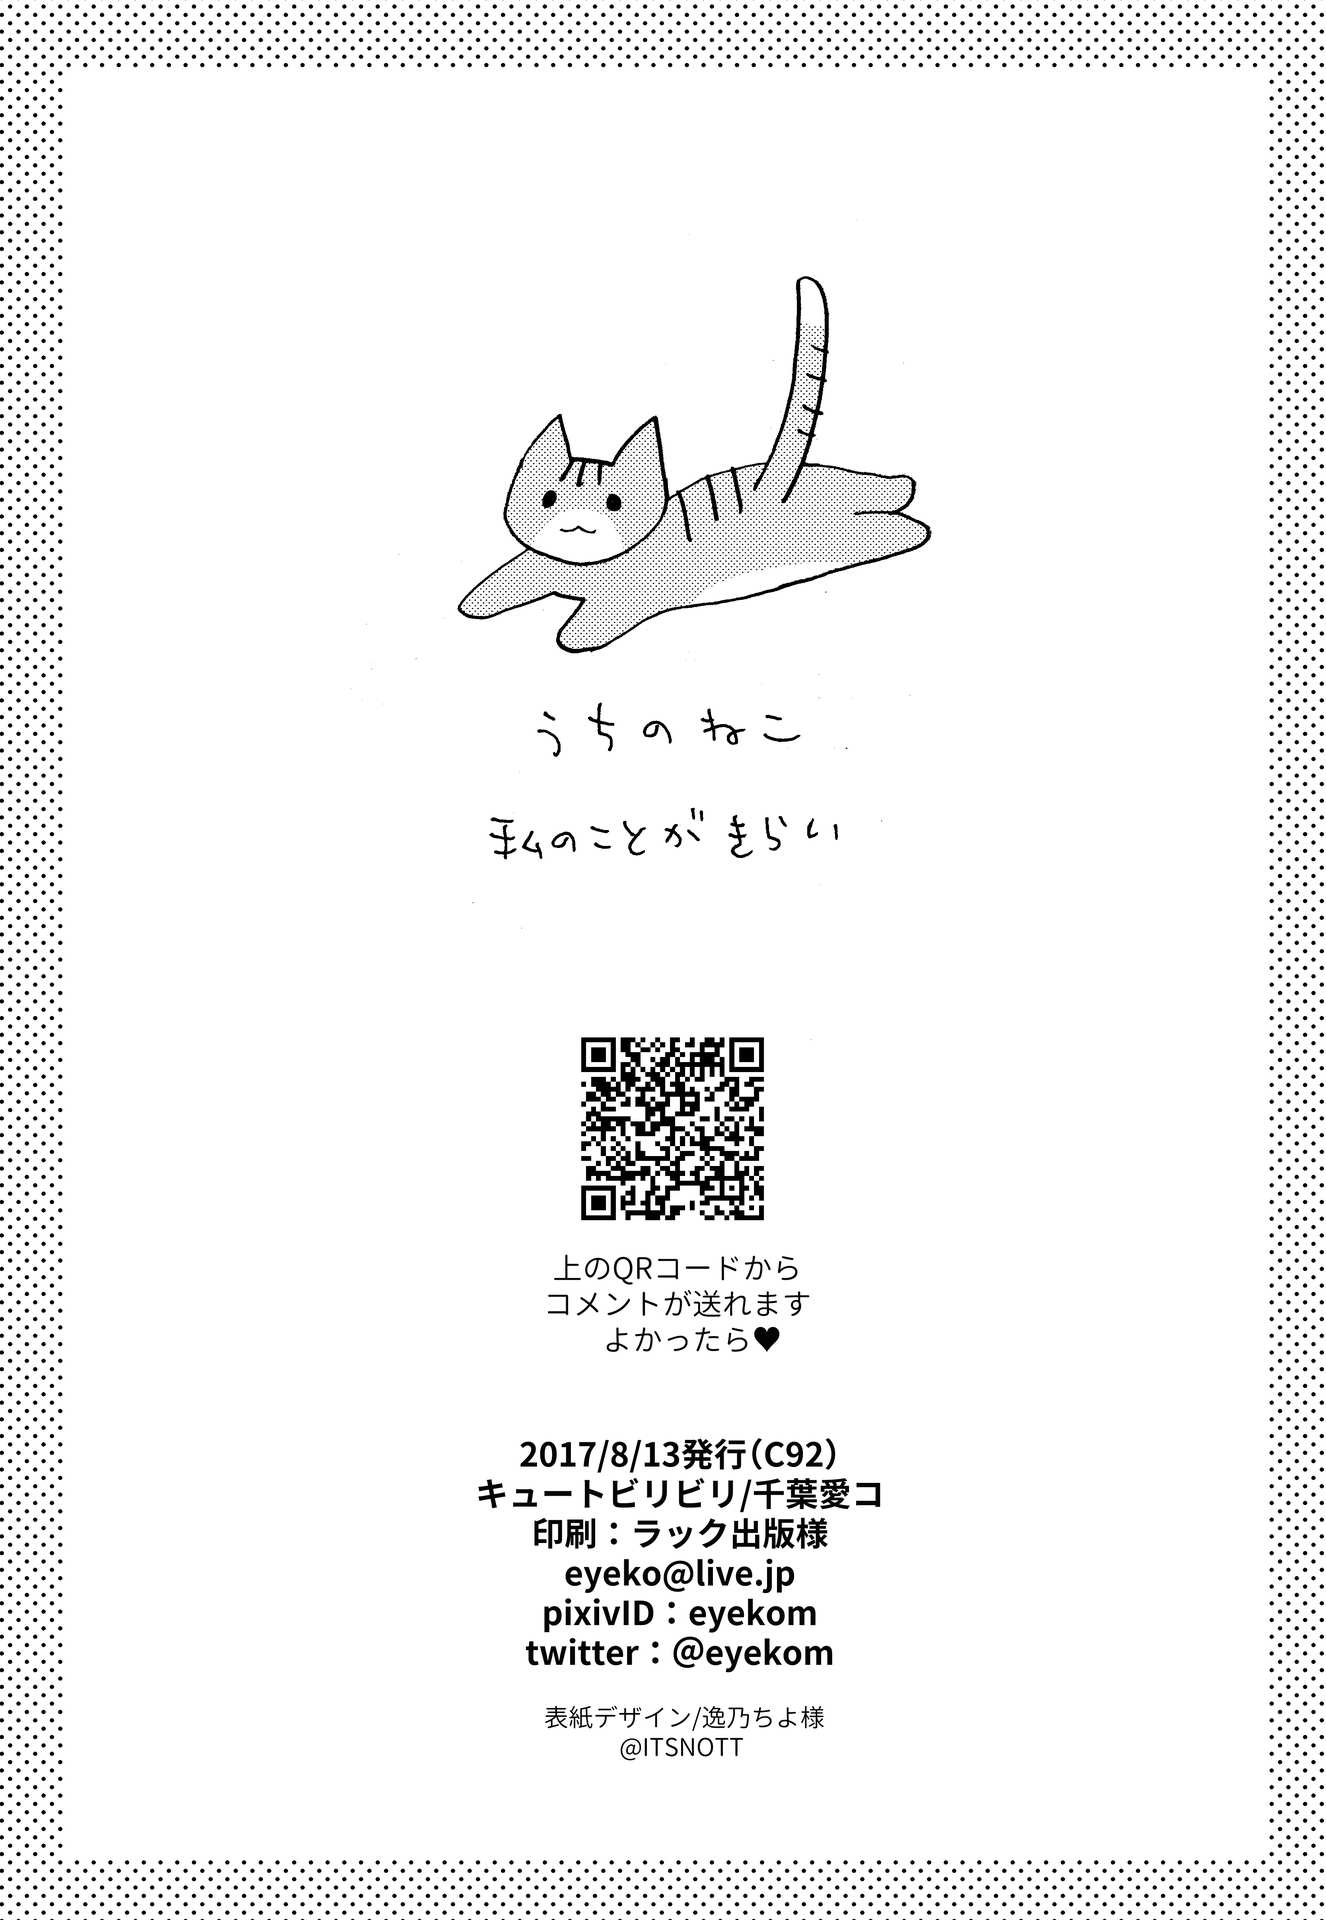 うちのねこ
私のことがきらい
上のQRコードから
コメントが送れます
よかったら♥
2017/8/13発行（C92）
キュートビリビリ/千葉愛コ
印刷：ラック出版様
eyeko@live.jp
pixivID：eyekom
twitter：@eyekom
表紙デザイン/逸乃ちよ様
@ITSNOTT